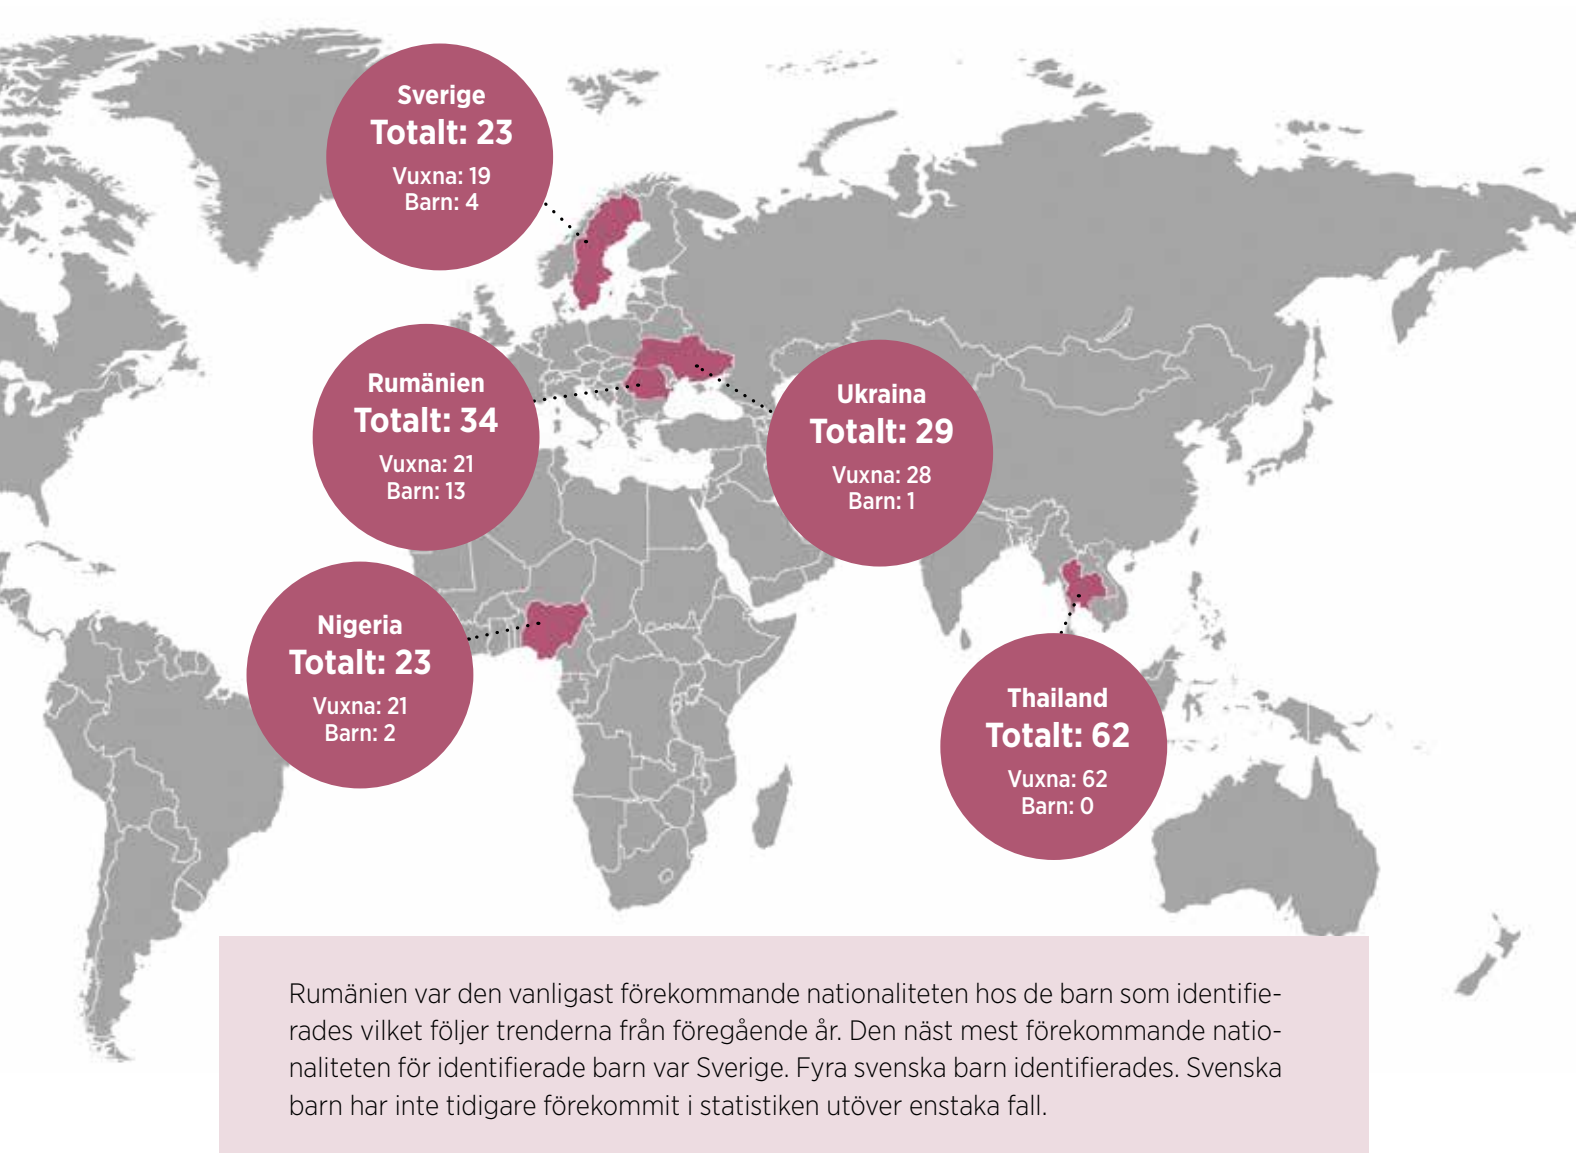 Sverige
Totalt: 23
Vuxna: 19
Barn: 4
Rumänien
Totalt: 34
Vuxna: 21
Barn: 13
Ukraina
Totalt: 29
Vuxna: 28
Barn: 1
Nigeria
Totalt: 23
Vuxna: 21
Barn: 2
Thailand
Totalt: 62
Vuxna: 62
Barn: 0
Rumänien var den vanligast förekommande nationaliteten hos de barn som identifie-
rades vilket följer trenderna från föregående år. Den näst mest förekommande natio-
naliteten för identifierade barn var Sverige. Fyra svenska barn identifierades. Svenska
barn har inte tidigare förekommit i statistiken utöver enstaka fall.